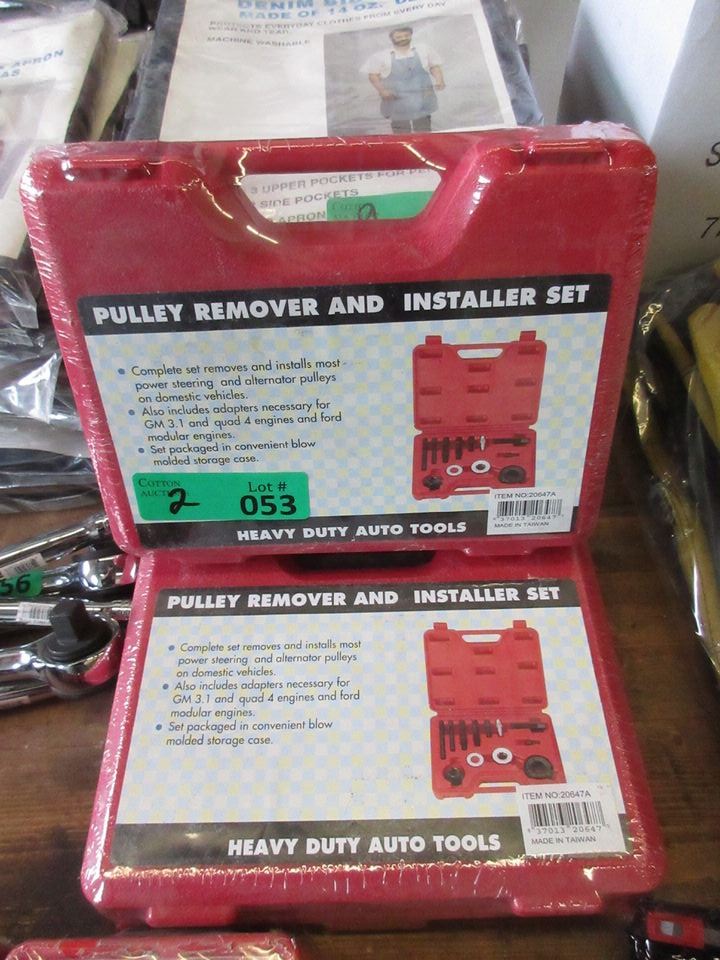 DENIM
MADE OF 14 OZ.
PROTECTS EVERYDAY CLOTHES FROM EVERY DAY
WEAR AND TEAR.
MACHINE WASHABLE
APRON
3 UPPER POCKETS FOR
SIDE POCKETS
APRON
2
PULLEY REMOVER AND INSTALLER SET
• Complete set removes and installs most
power steering and alternator pulleys
on domestic vehicles.
• Also includes adapters necessary for
GM 3.1 and quad 4 engines and ford
modular engines.
• Set packaged in convenient blow
molded storage case.
COTTON
2
Lot #
053
ITEM NO:20647A
37013 20647
MADE IN TAIWAN
HEAVY DUTY AUTO TOOLS
56
PULLEY REMOVER AND INSTALLER SET
• Complete set removes and installs most
power steering and alternator pulleys
on domestic vehicles.
• Also includes adapters necessary for
GM 3.1 and quad 4 engines and ford
modular engines.
• Set packaged in convenient blow
molded storage case.
ITEM NO:20647A
37013 20647
MADE IN TAIWAN
HEAVY DUTY AUTO TOOLS